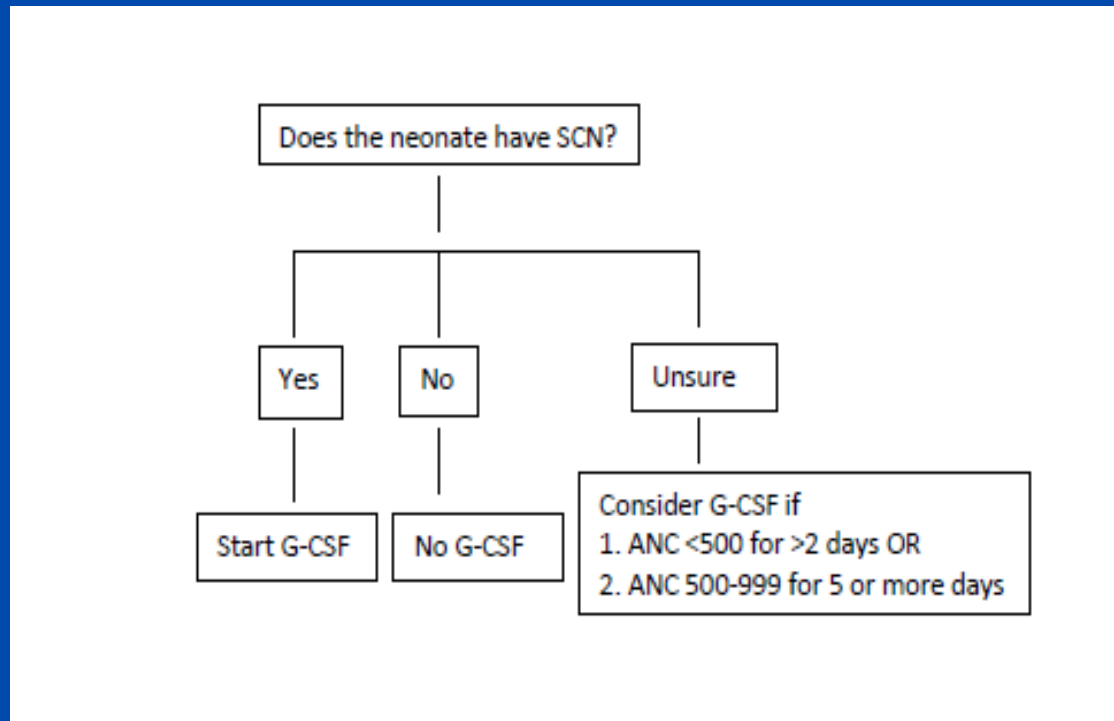 Does the neonate have SCN?
Yes
No
Unsure
Start G-CSF
No G-CSF
Consider G-CSF if
1. ANC <500 for >2 days OR
2. ANC 500-999 for 5 or more days